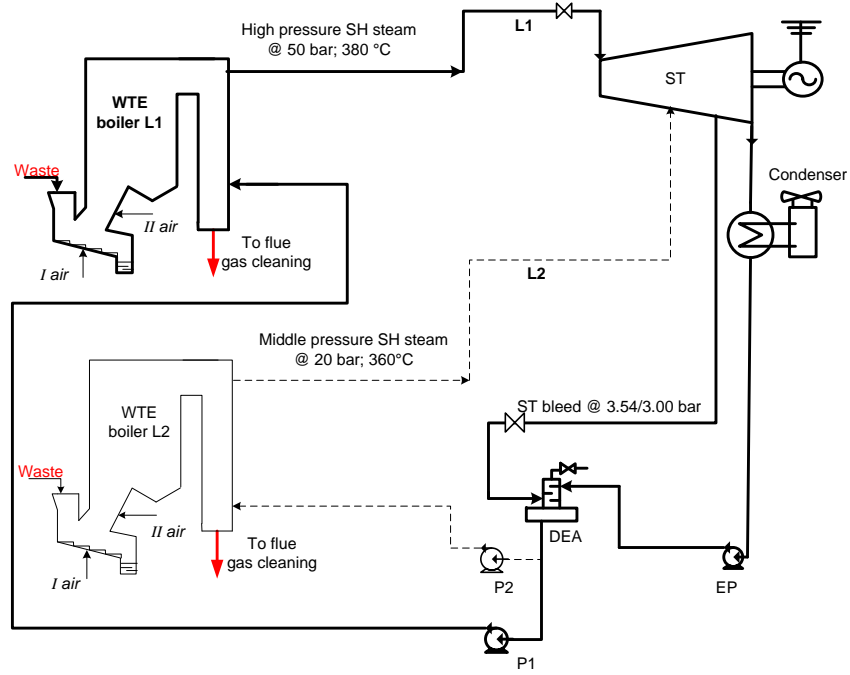 High pressure SH steam
@ 50 bar; 380 °C
L1
ST
WTE
boiler L1
Waste
II air
I air
To flue
gas cleaning
Condenser
L2
Middle pressure SH steam
@ 20 bar; 360°C
WTE
boiler L2
ST bleed @ 3.54/3.00 bar
Waste
II air
I air
To flue
gas cleaning
DEA
P2
EP
P1